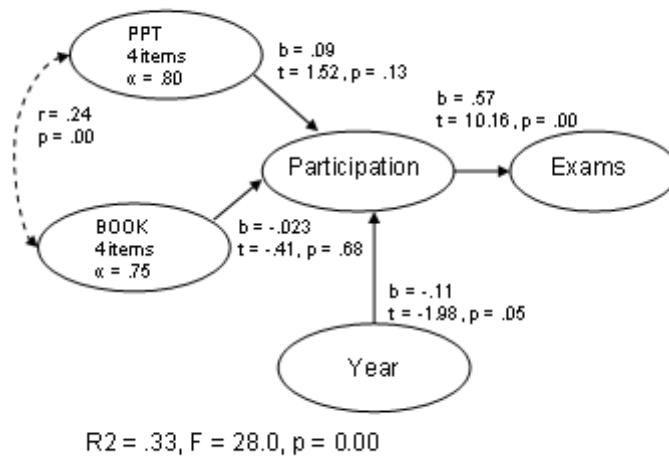 PPT
4 items
α = .80
b = .09
t = 1.52, p = .13
r = .24
p = .00
b = .57
t = 10.16, p = .00
Participation
Exams
BOOK
4 items
α = .75
b = -.023
t = -.41, p = .68
b = -.11
t = -1.98, p = .05
Year
R2 = .33, F = 28.0, p = 0.00